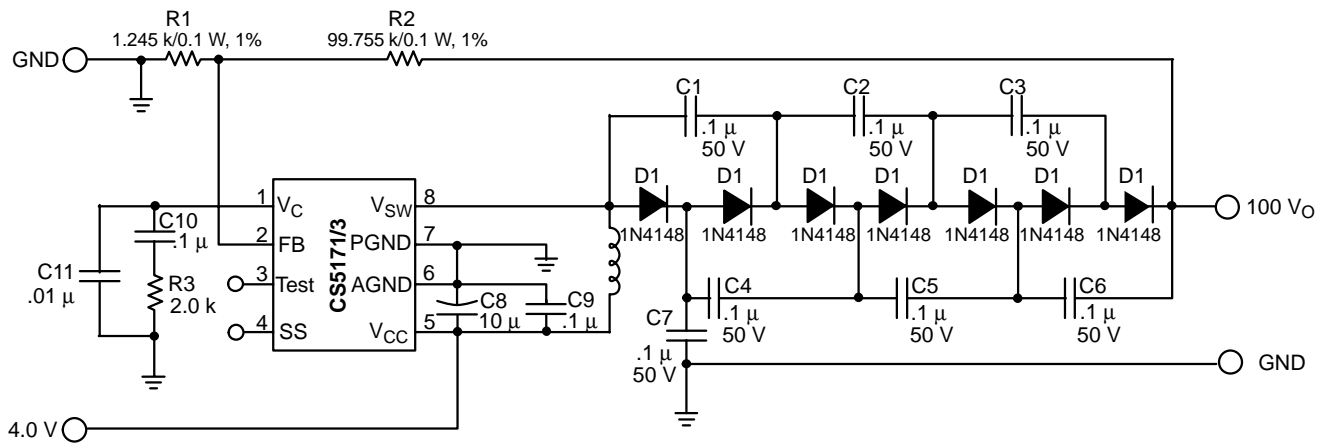 R1
1.245 k/0.1 W, 1%
R2
99.755 k/0.1 W, 1%
GND
C1
.1 µ
50 V
C2
.1 µ
50 V
C3
.1 µ
50 V
D1
1N4148
D1
1N4148
D1
1N4148
D1
1N4148
D1
1N4148
D1
1N4148
D1
1N4148
100 VO
1
VC
2
FB
3
Test
4
SS
CS5171/3
VSW
8
PGND
7
AGND
6
VCC
5
C10
.1 µ
C11
.01 µ
R3
2.0 k
C8
10 µ
C9
.1 µ
C4
.1 µ
50 V
C5
.1 µ
50 V
C6
.1 µ
50 V
C7
.1 µ
50 V
GND
4.0 V